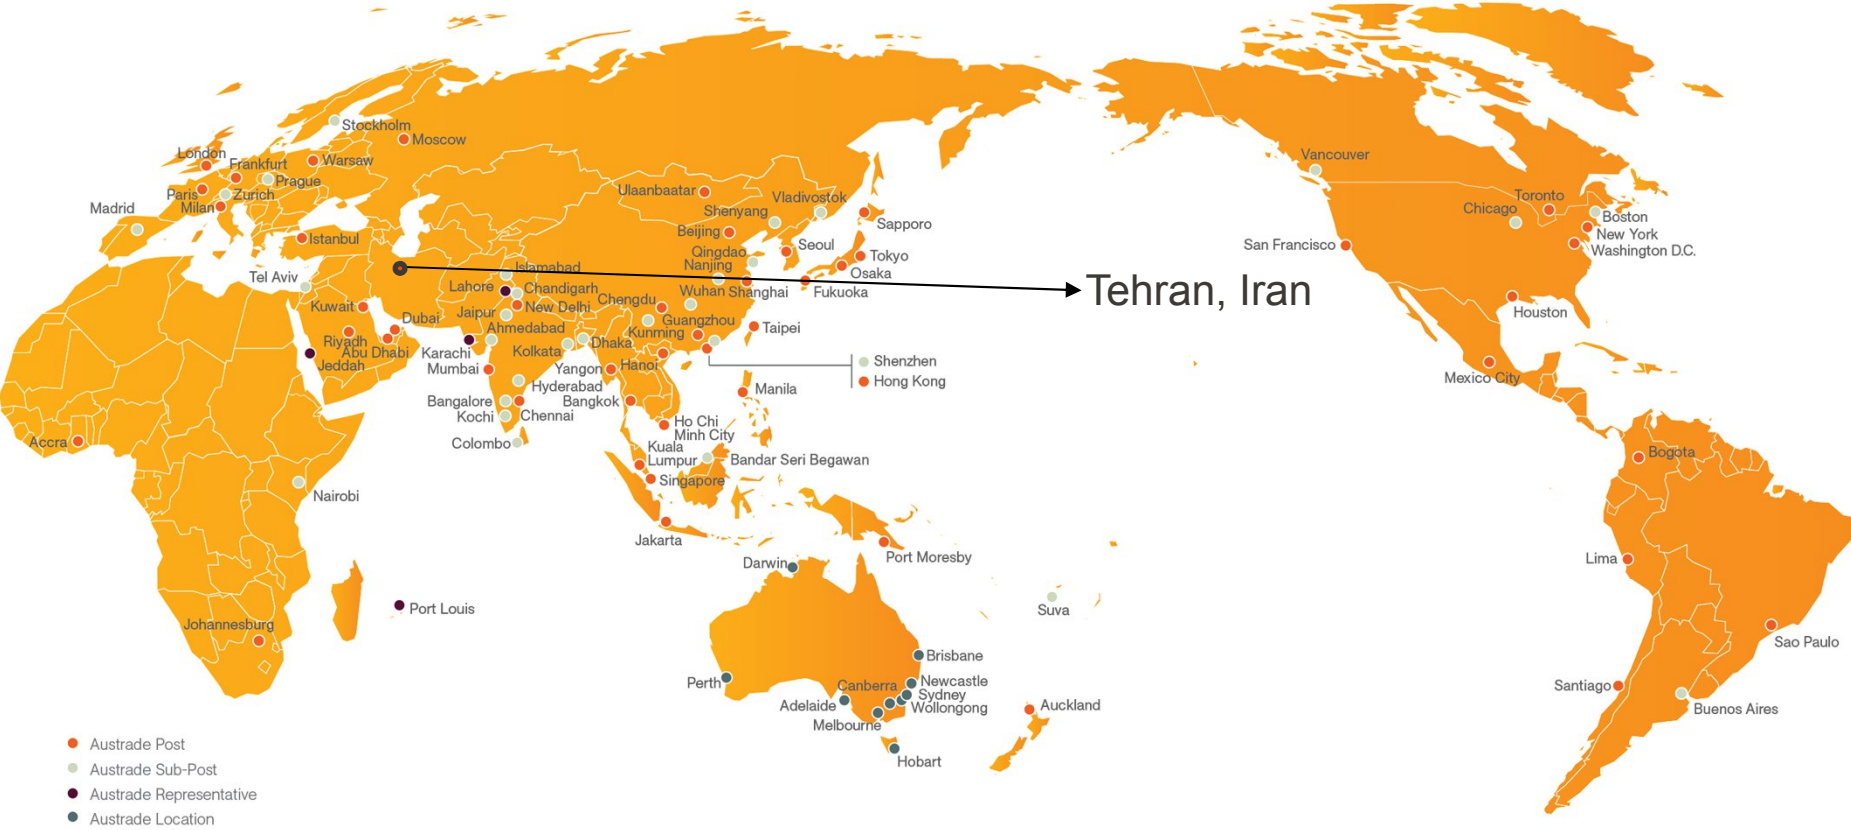 Stockholm
Moscow
London
Frankfurt
Warsaw
Prague
Paris
Zurich
Milan
Madrid
Istanbul
Tel Aviv
Kuwait
Dubai
Riyadh
Abu Dhabi
Jeddah
Accra
Nairobi
Johannesburg
Port Louis
Islamabad
Lahore
Chandigarh
New Delhi
Jaipur
Ahmedabad
Karachi
Kolkata
Dhaka
Mumbai
Hyderabad
Bangalore
Chennai
Kochi
Colombo
Yangon
Hanoi
Bangkok
Ho Chi
Minh City
Kuala
Lumpur
Singapore
Bandar Seri Begawan
Jakarta
Manila
Ulaanbaatar
Vladivostok
Shenyang
Beijing
Sapporo
Qingdao
Seoul
Tokyo
Nanjing
Osaka
Wuhan
Shanghai
Fukuoka
Chengdu
Guangzhou
Kunming
Taipei
Shenzhen
Hong Kong
Tehran, Iran
Port Moresby
Darwin
Suva
Brisbane
Perth
Newcastle
Canberra
Sydney
Adelaide
Wollongong
Melbourne
Hobart
Auckland
Vancouver
Toronto
Chicago
Boston
New York
San Francisco
Washington D.C.
Houston
Mexico City
Bogota
Lima
Sao Paulo
Santiago
Buenos Aires
Austrade Post
Austrade Sub-Post
Austrade Representative
Austrade Location